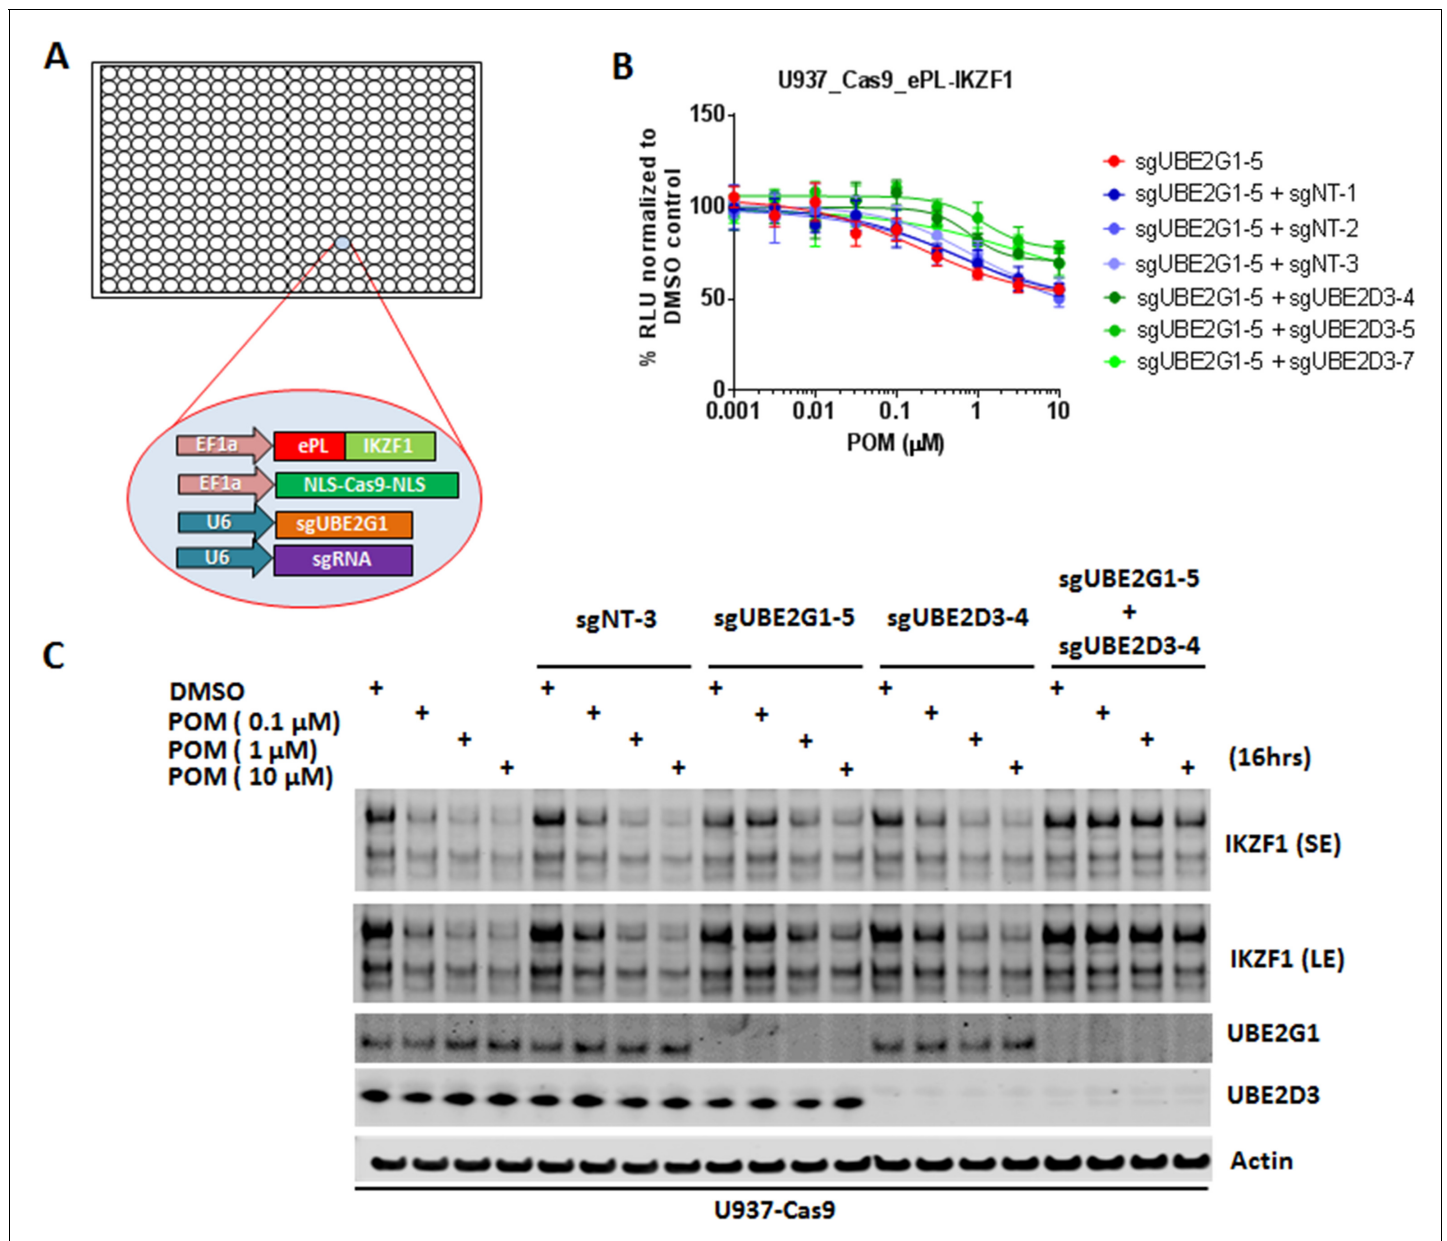 A
EF1a
ePL
IKZF1
EF1a
NLS-Cas9-NLS
U6
sgUBE2G1
U6
sgRNA
B
U937_Cas9_ePL-IKZF1
% RLU normalized to
DMSO control
150
100
50
0
0.001 0.01 0.1 1 10
POM (µM)
sgUBE2G1-5
sgUBE2G1-5 + sgNT-1
sgUBE2G1-5 + sgNT-2
sgUBE2G1-5 + sgNT-3
sgUBE2G1-5 + sgUBE2D3-4
sgUBE2G1-5 + sgUBE2D3-5
sgUBE2G1-5 + sgUBE2D3-7
C
sgNT-3
sgUBE2G1-5
sgUBE2D3-4
sgUBE2G1-5
+
sgUBE2D3-4
DMSO + + + + +
POM ( 0.1 µM) + + + + +
POM ( 1 µM) + + + + +
POM ( 10 µM) + + + + +
(16hrs)
IKZF1 (SE)
IKZF1 (LE)
UBE2G1
UBE2D3
Actin
U937-Cas9